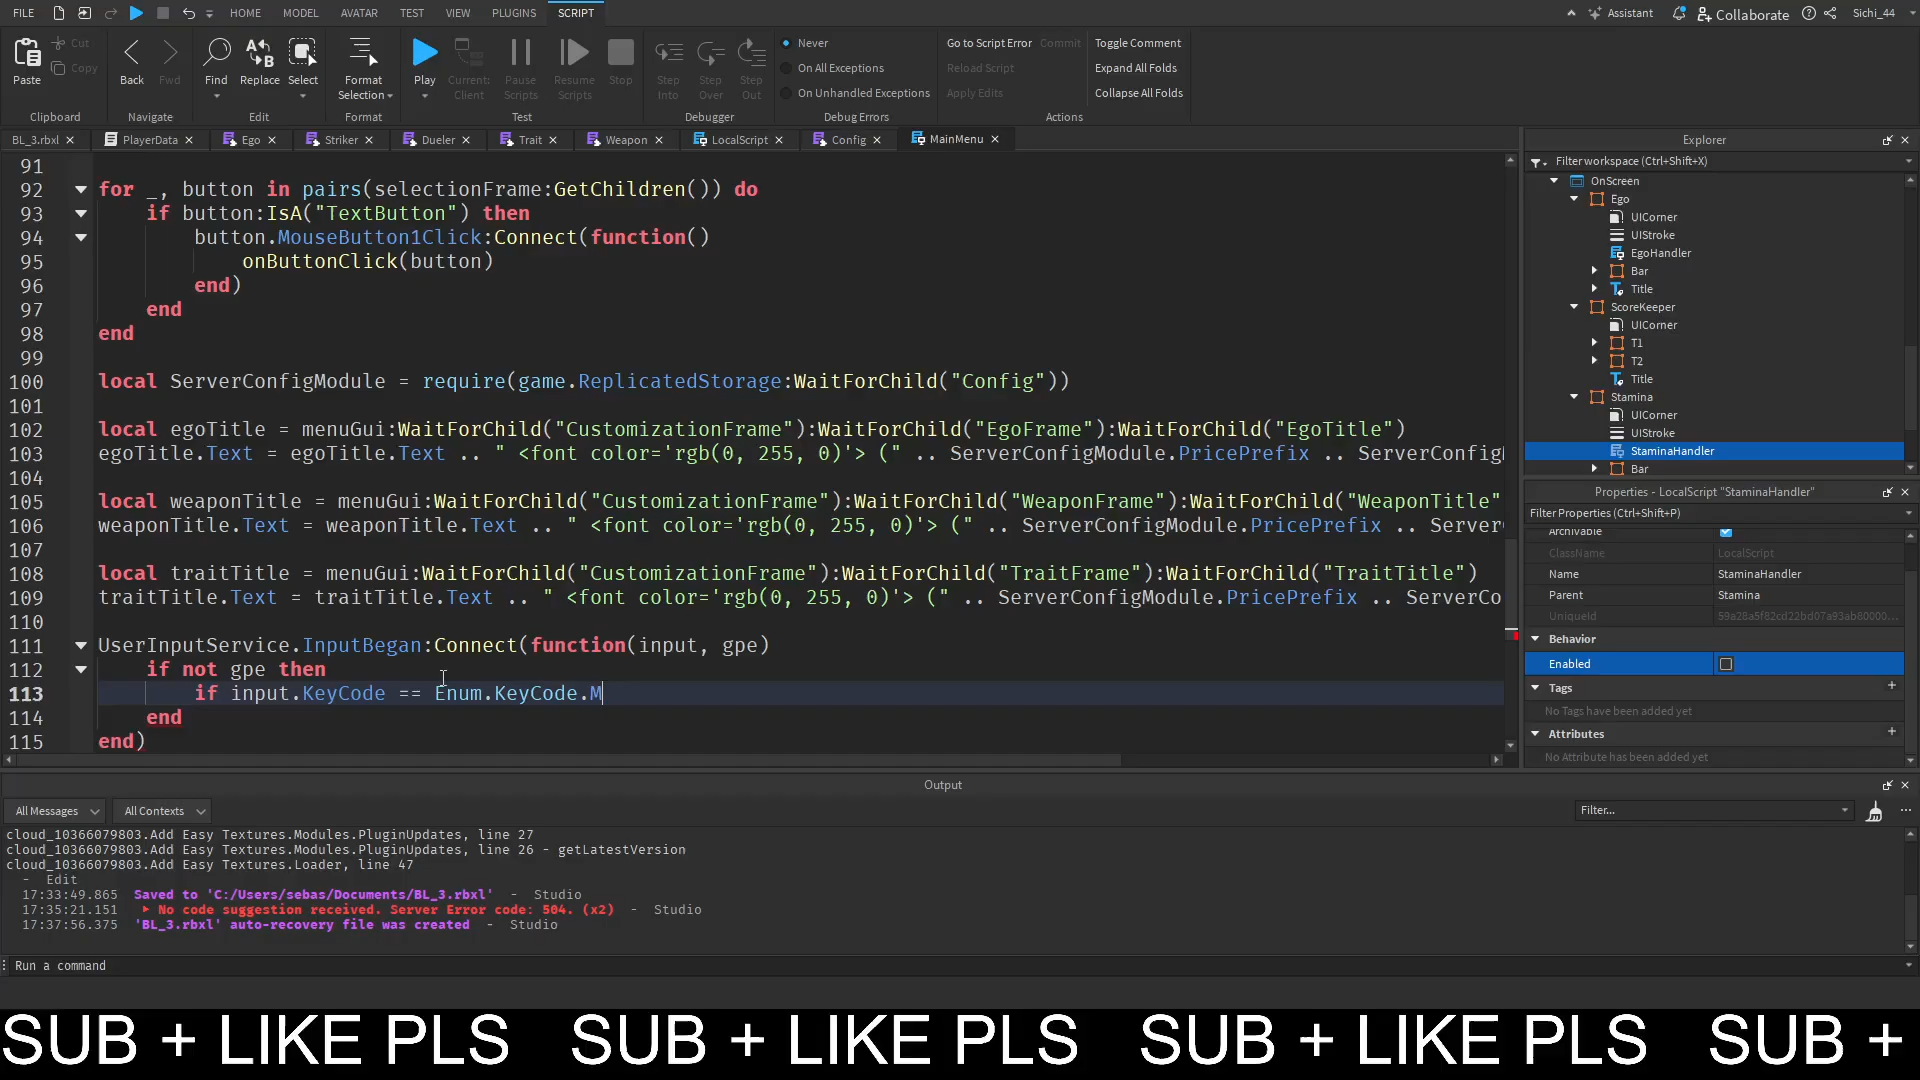 FILE HOME MODEL AVATAR TEST VIEW PLUGINS SCRIPT Assistant Collaborate Sichi_44
Paste Cut Copy Back Fwd Find Replace Select Format Selection Play Current: Client Pause Scripts Resume Scripts Stop Step Into Step Over Step Out
Never
On All Exceptions
On Unhandled Exceptions
Go to Script Error Commit
Reload Script
Apply Edits
Toggle Comment
Expand All Folds
Collapse All Folds
Clipboard Navigate Edit Format Test Debugger Debug Errors Actions
BL_3.rbxl PlayerData Ego Striker Dueler Trait Weapon LocalScript Config MainMenu
91
92 for _, button in pairs(selectionFrame:GetChildren()) do
93 if button:IsA("TextButton") then
94 button.MouseButton1Click:Connect(function()
95 onButtonClick(button)
96 end)
97 end
98 end
99
100 local ServerConfigModule = require(game.ReplicatedStorage:WaitForChild("Config"))
101
102 local egoTitle = menuGui:WaitForChild("CustomizationFrame"):WaitForChild("EgoFrame"):WaitForChild("EgoTitle")
103 egoTitle.Text = egoTitle.Text .. " <font color='rgb(0, 255, 0)'> (" .. ServerConfigModule.PricePrefix .. ServerConfig
104
105 local weaponTitle = menuGui:WaitForChild("CustomizationFrame"):WaitForChild("WeaponFrame"):WaitForChild("WeaponTitle"
106 weaponTitle.Text = weaponTitle.Text .. " <font color='rgb(0, 255, 0)'> (" .. ServerConfigModule.PricePrefix .. Server
107
108 local traitTitle = menuGui:WaitForChild("CustomizationFrame"):WaitForChild("TraitFrame"):WaitForChild("TraitTitle")
109 traitTitle.Text = traitTitle.Text .. " <font color='rgb(0, 255, 0)'> (" .. ServerConfigModule.PricePrefix .. ServerCo
110
111 UserInputService.InputBegan:Connect(function(input, gpe)
112 if not gpe then
113 if input.KeyCode == Enum.KeyCode.M
114 end
115 end)
Explorer
Filter workspace (Ctrl+Shift+X)
OnScreen
Ego
UICorner
UIStroke
EgoHandler
Bar
Title
ScoreKeeper
UICorner
T1
T2
Title
Stamina
UICorner
UIStroke
StaminaHandler
Bar
Properties - LocalScript "StaminaHandler"
Filter Properties (Ctrl+Shift+P)
Archivable
ClassName LocalScript
Name StaminaHandler
Parent Stamina
UniqueId 59a28a5f82cd22bd07a93ab80000...
Behavior
Enabled
Tags +
No Tags have been added yet
Attributes +
No Attribute has been added yet
Output
All Messages All Contexts Filter...
cloud_10366079803.Add Easy Textures.Modules.PluginUpdates, line 27
cloud_10366079803.Add Easy Textures.Modules.PluginUpdates, line 26 - getLatestVersion
cloud_10366079803.Add Easy Textures.Loader, line 47
- Edit
17:33:49.865 Saved to 'C:/Users/sebas/Documents/BL_3.rbxl' - Studio
17:35:21.151 No code suggestion received. Server Error code: 504. (x2) - Studio
17:37:56.375 'BL_3.rbxl' auto-recovery file was created - Studio
Run a command
SUB + LIKE PLS SUB + LIKE PLS SUB + LIKE PLS SUB +